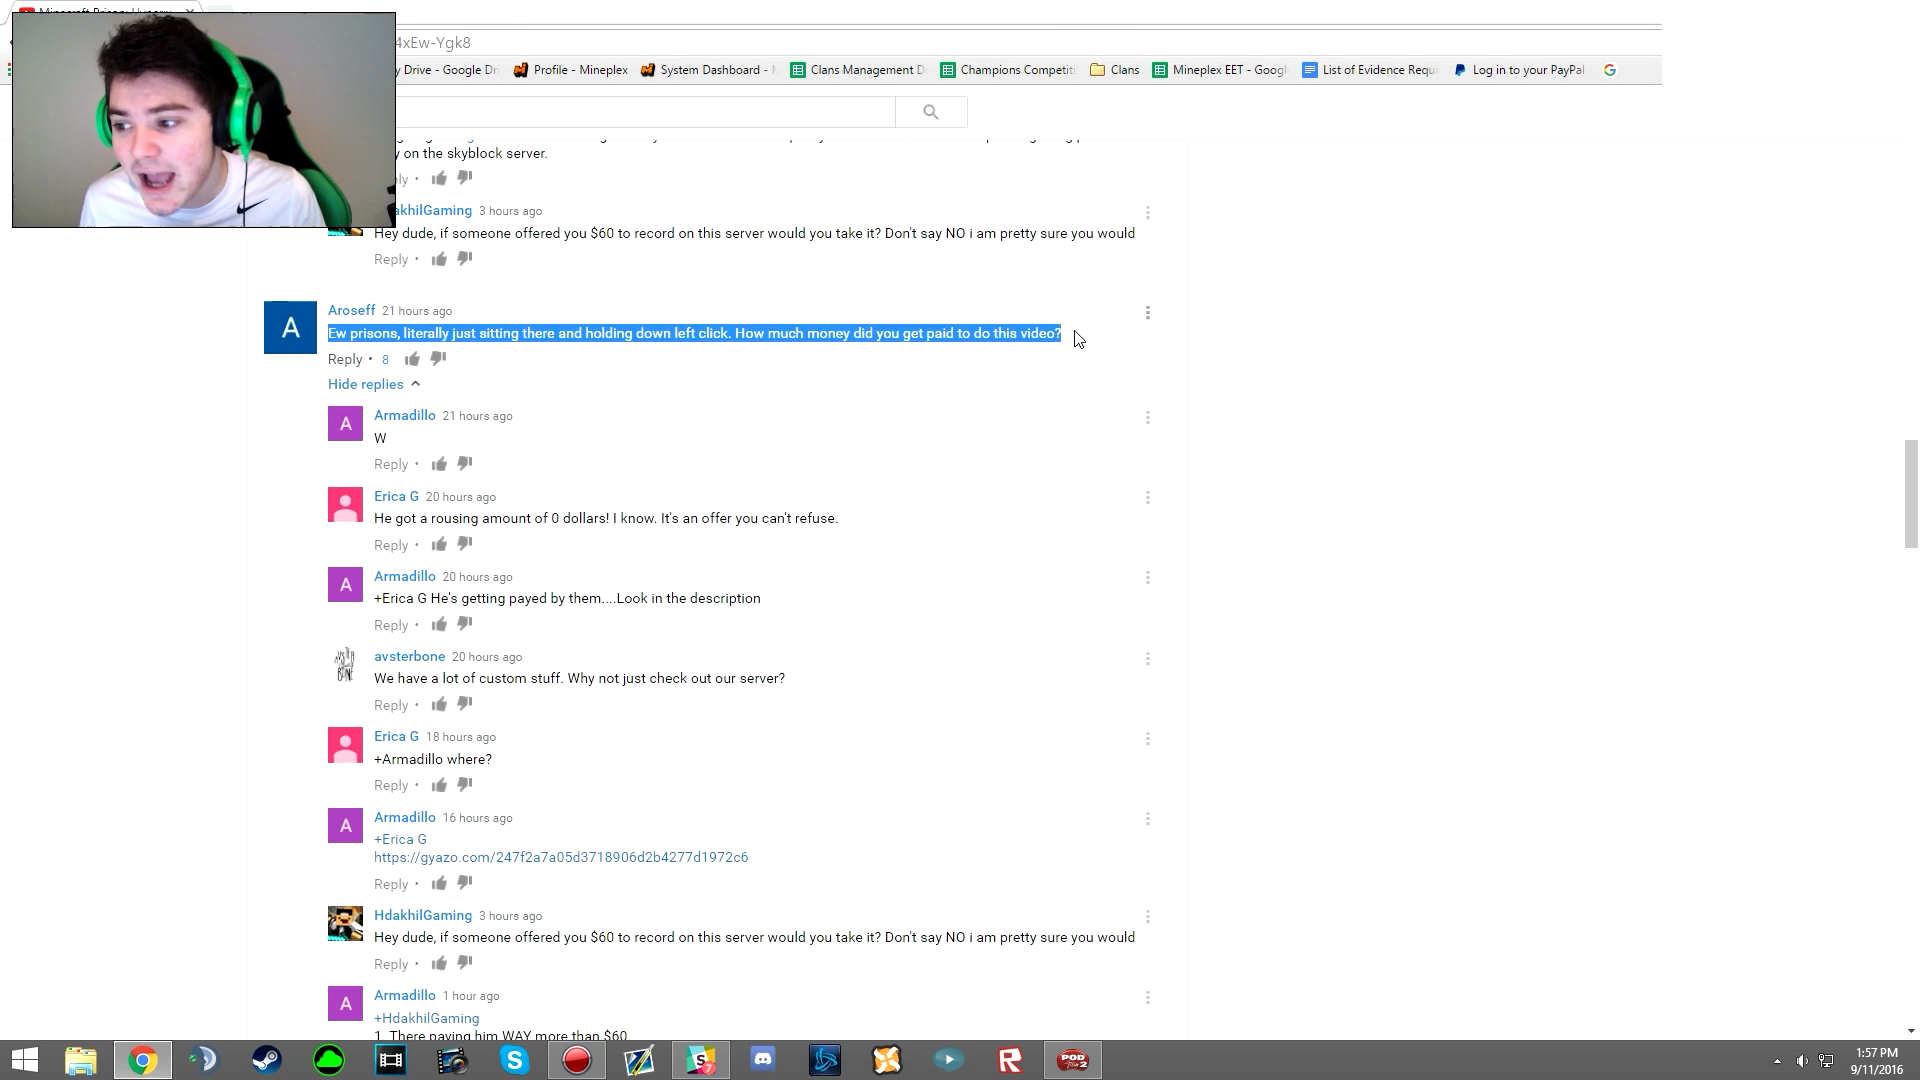 4xEw-Ygk8
y Drive - Google Dr
Profile - Mineplex
System Dashboard -
Clans Management D
Champions Competiti
Clans
Mineplex EET - Googl
List of Evidence Requ
Log in to your PayPal
y on the skyblock server.
ply •
akhilGaming 3 hours ago
Hey dude, if someone offered you $60 to record on this server would you take it? Don't say NO i am pretty sure you would
Reply •
A
Aroseff 21 hours ago
Ew prisons, literally just sitting there and holding down left click. How much money did you get paid to do this video?
Reply • 8
Hide replies
A
Armadillo 21 hours ago
W
Reply •
Erica G 20 hours ago
He got a rousing amount of 0 dollars! I know. It's an offer you can't refuse.
Reply •
A
Armadillo 20 hours ago
+Erica G He's getting payed by them....Look in the description
Reply •
avsterbone 20 hours ago
We have a lot of custom stuff. Why not just check out our server?
Reply •
Erica G 18 hours ago
+Armadillo where?
Reply •
A
Armadillo 16 hours ago
+Erica G
https://gyazo.com/247f2a7a05d3718906d2b4277d1972c6
Reply •
HdakhilGaming 3 hours ago
Hey dude, if someone offered you $60 to record on this server would you take it? Don't say NO i am pretty sure you would
Reply •
A
Armadillo 1 hour ago
+HdakhilGaming
1. There paying him WAY more than $60
1:57 PM
9/11/2016